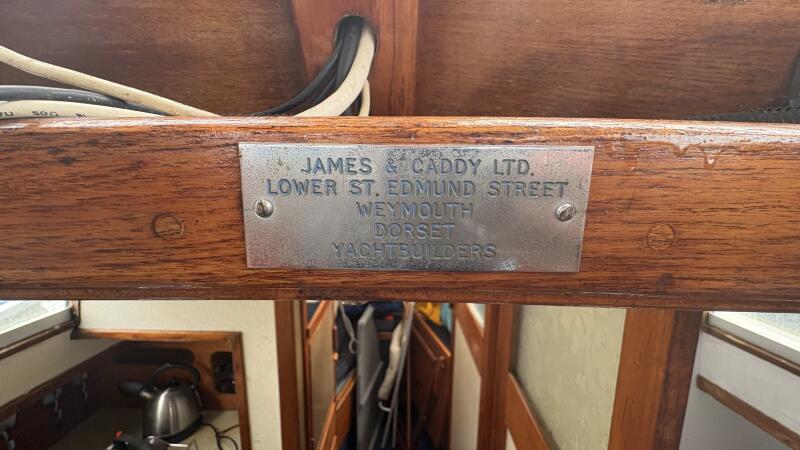 JAMES & CADDY LTD.
LOWER ST. EDMUND STREET
WEYMOUTH
DORSET
YACHTBUILDERS